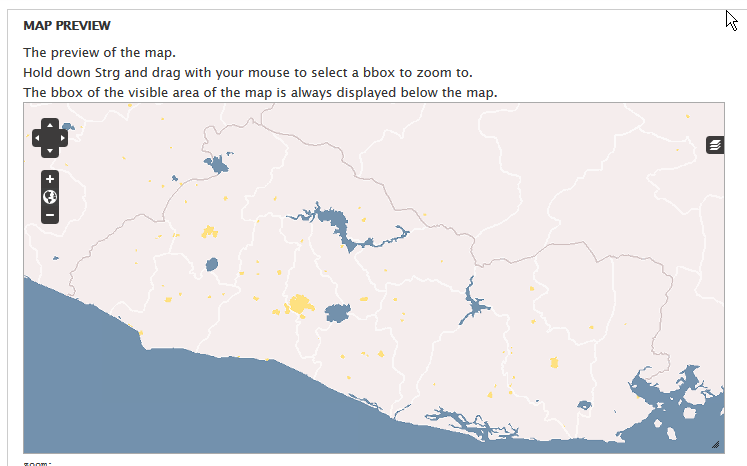 MAP PREVIEW
The preview of the map.
Hold down Strg and drag with your mouse to select a bbox to zoom to.
The bbox of the visible area of the map is always displayed below the map.
zoom: